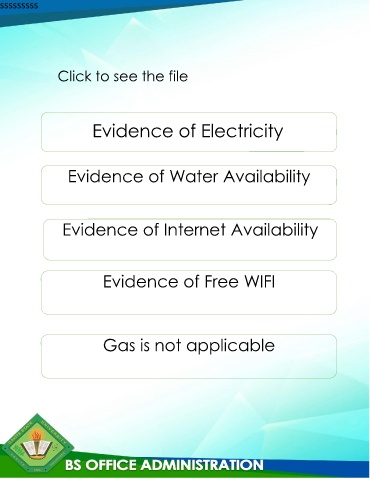 sssssssss
Click to see the file
Evidence of Electricity
Evidence of Water Availability
Evidence of Internet Availability
Evidence of Free WIFI
Gas is not applicable
BS OFFICE ADMINISTRATION